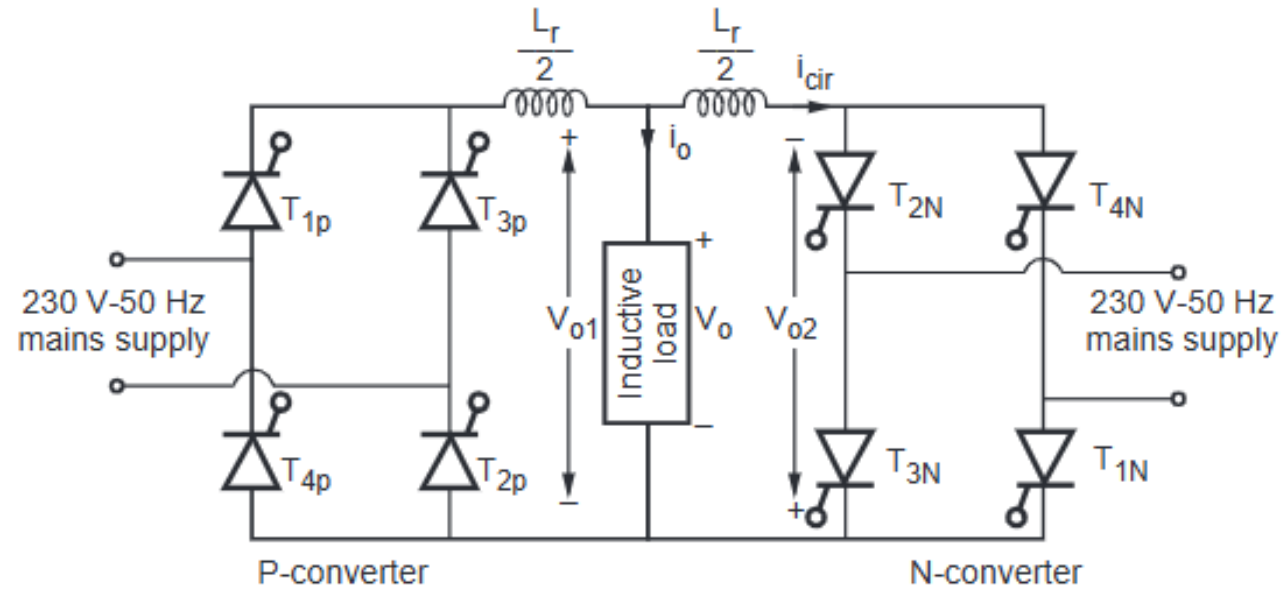 L_r/2
L_r/2
i_cir
+
–
i_o
T_1p
T_3p
T_2N
T_4N
230 V-50 Hz
mains supply
V_o1
Inductive
load
+
V_o
–
V_o2
230 V-50 Hz
mains supply
T_4p
T_2p
–
+
T_3N
T_1N
P-converter
N-converter